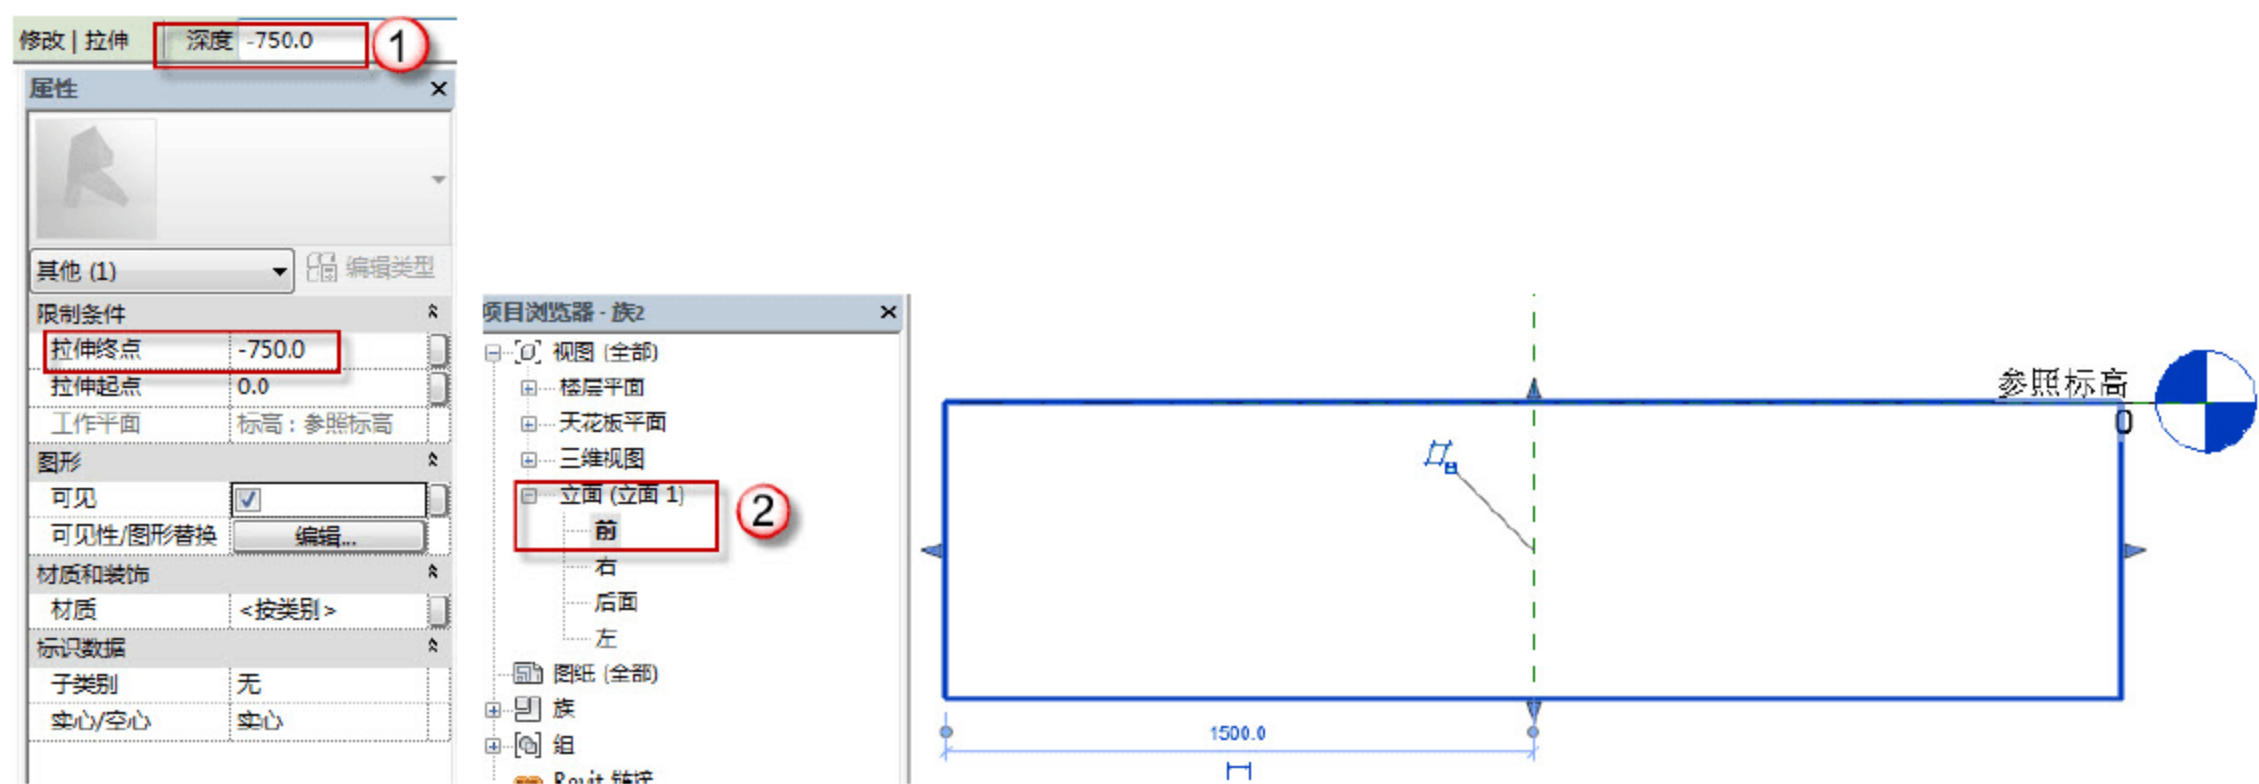 修改 | 拉伸 深度 -750.0 1
属性
其他 (1) 编辑类型
限制条件
拉伸终点 -750.0
拉伸起点 0.0
工作平面 标高 : 参照标高
图形
可见
可见性/图形替换 编辑...
材质和装饰
材质 <按类别>
标识数据
子类别 无
实心/空心 实心
项目浏览器 - 族2
视图 (全部)
楼层平面
天花板平面
三维视图
立面 (立面 1)
2
前
右
后面
左
图纸 (全部)
族
组
Revit 链接
参照标高
0
1500.0